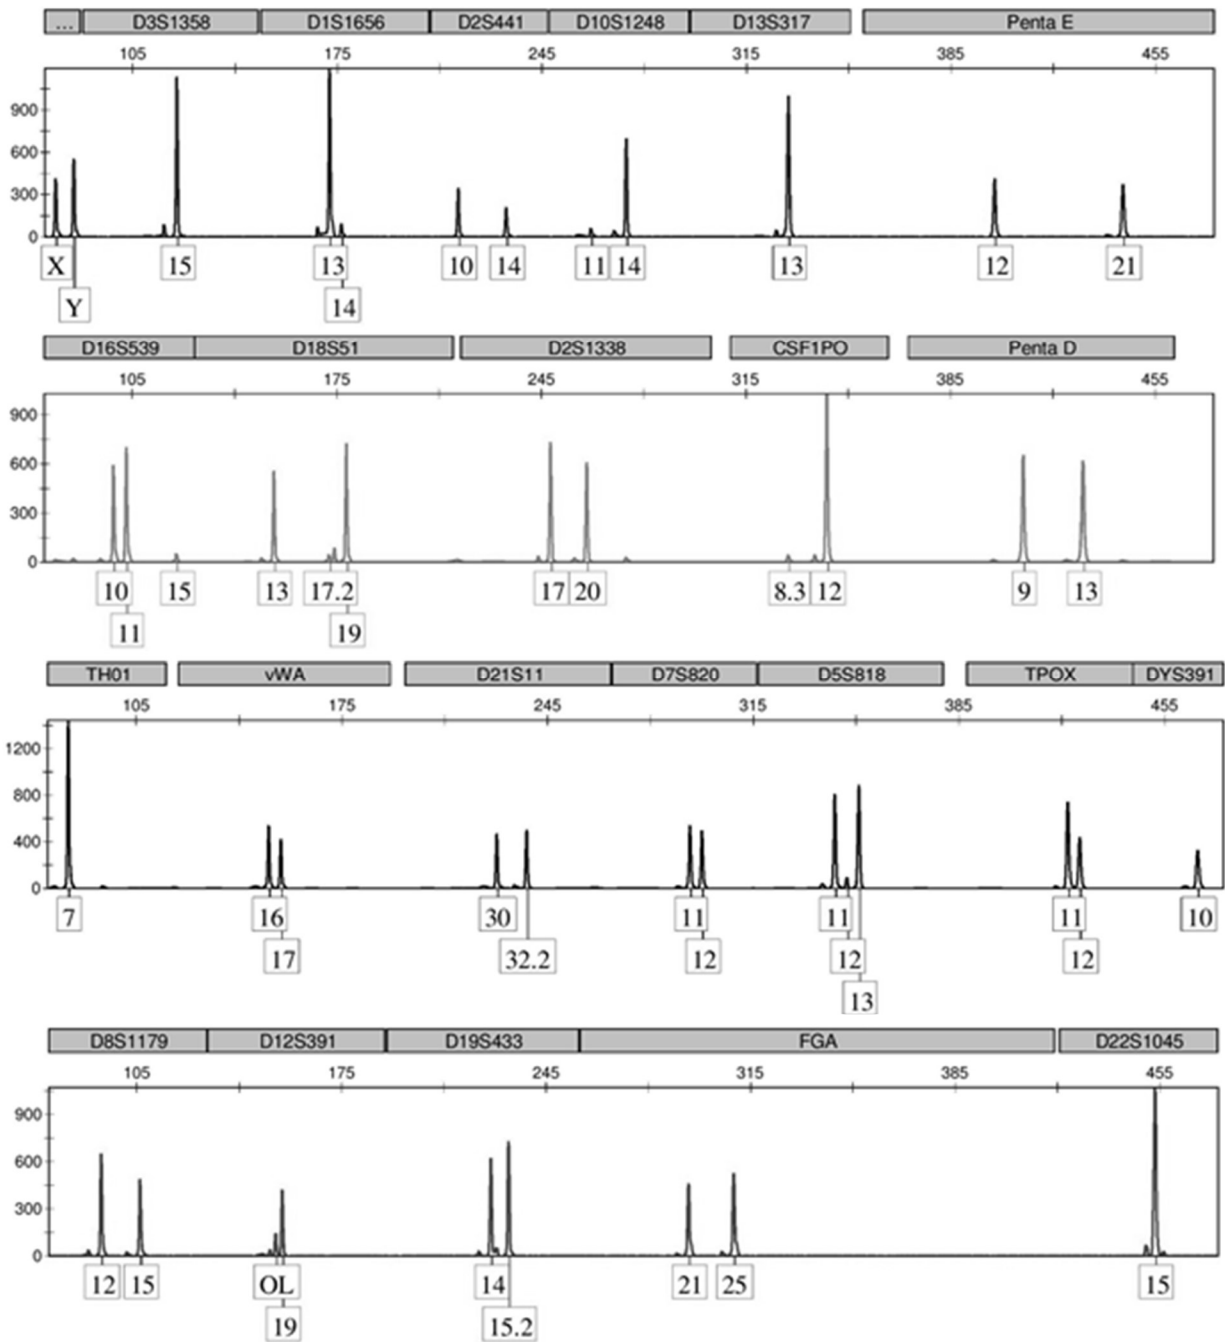 ... D3S1358 D1S1656 D2S441 D10S1248 D13S317 Penta E
105 175 245 315 385 455
900
600
300
0
X 15 13 10 14 11 14 13 12 21
Y 14
D16S539 D18S51 D2S1338 CSF1PO Penta D
105 175 245 315 385 455
900
600
300
0
10 15 13 17.2 17 20 8.3 12 9 13
11 19
TH01 vWA D21S11 D7S820 D5S818 TPOX DYS391
105 175 245 315 385 455
1200
800
400
0
7 16 30 11 11 11 10
17 32.2 12 12 12
13
D8S1179 D12S391 D19S433 FGA D22S1045
105 175 245 315 385 455
900
600
300
0
12 15 OL 14 21 25 15
19 15.2